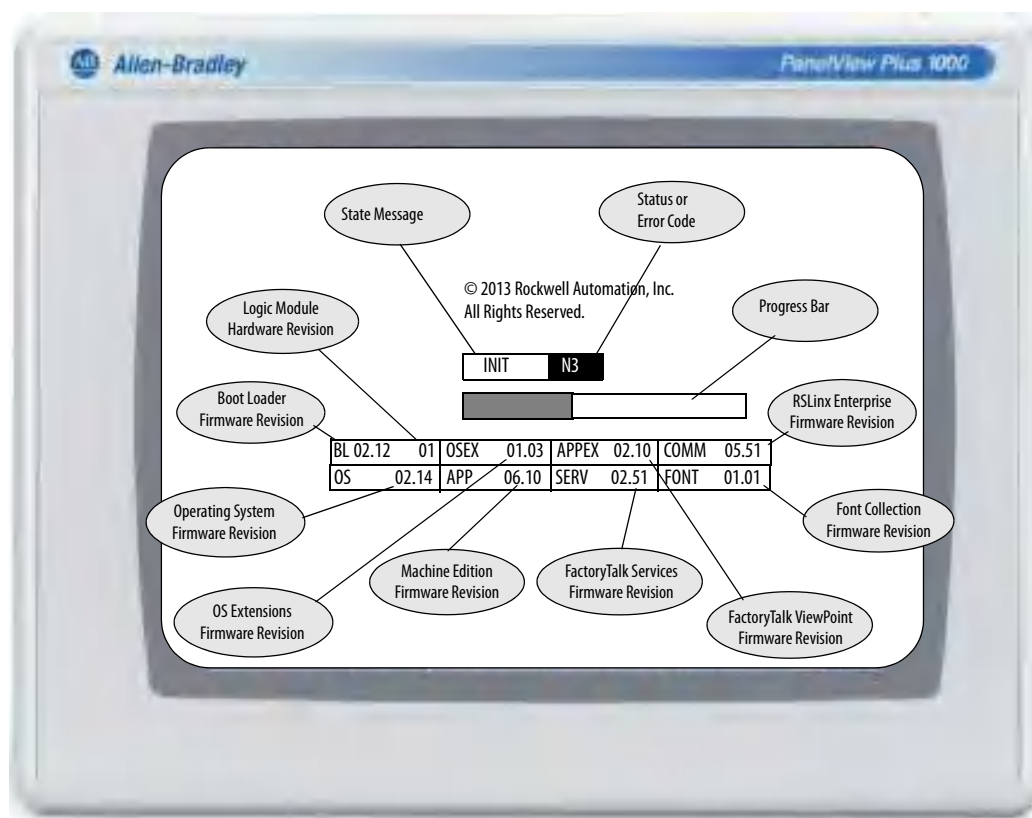 Allen-Bradley
PanelView Plus 1000
State Message
Status or
Error Code
© 2013 Rockwell Automation, Inc.
All Rights Reserved.
Logic Module
Hardware Revision
Progress Bar
INIT N3
Boot Loader
Firmware Revision
RSLinx Enterprise
Firmware Revision
BL 02.12 01 OSEX 01.03 APPEX 02.10 COMM 05.51
OS 02.14 APP 06.10 SERV 02.51 FONT 01.01
Operating System
Firmware Revision
Font Collection
Firmware Revision
Machine Edition
Firmware Revision
FactoryTalk Services
Firmware Revision
OS Extensions
Firmware Revision
FactoryTalk ViewPoint
Firmware Revision